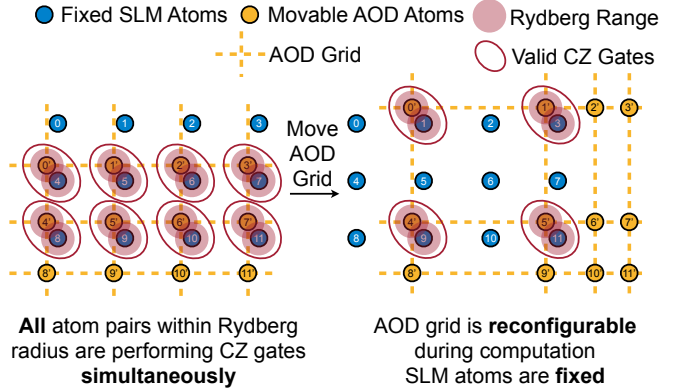 Fixed SLM Atoms
Movable AOD Atoms
Rydberg Range
AOD Grid
Valid CZ Gates
0 1 2 3
0' 1' 2' 3'
4 5 6 7
4' 5' 6' 7'
8 9 10 11
8' 9' 10' 11'
Move
AOD
Grid
0' 1' 2' 3'
0 1 2 3
4 5 6 7
4' 5' 6' 7'
8 9 10 11
8' 9' 10' 11'
All atom pairs within Rydberg
radius are performing CZ gates
simultaneously
AOD grid is reconfigurable
during computation
SLM atoms are fixed